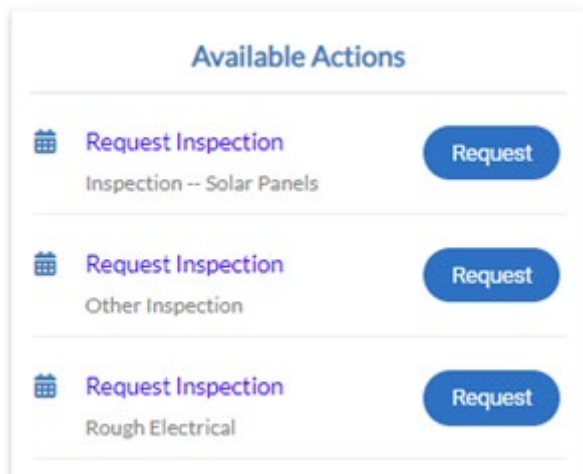 Available Actions
Request Inspection
Request
Inspection -- Solar Panels
Request Inspection
Request
Other Inspection
Request Inspection
Request
Rough Electrical